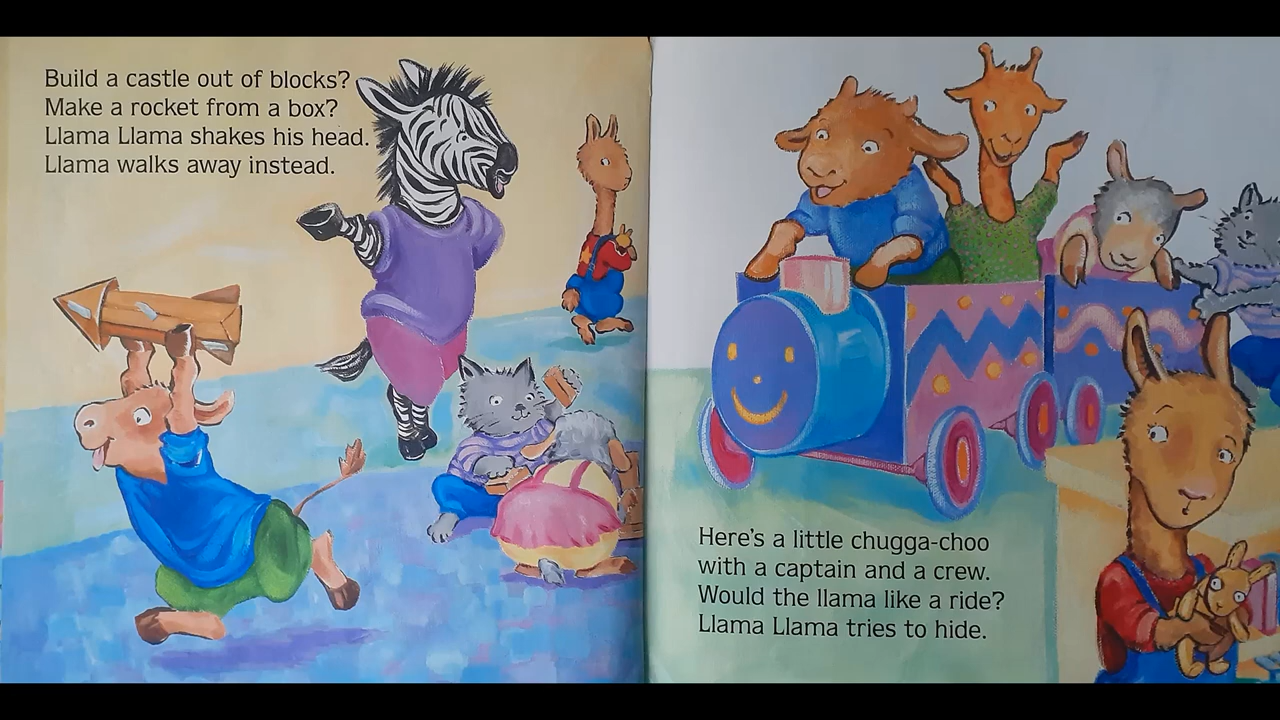 Build a castle out of blocks?
Make a rocket from a box?
Llama Llama shakes his head.
Llama walks away instead.
Here's a little chugga-choo
with a captain and a crew.
Would the llama like a ride?
Llama Llama tries to hide.